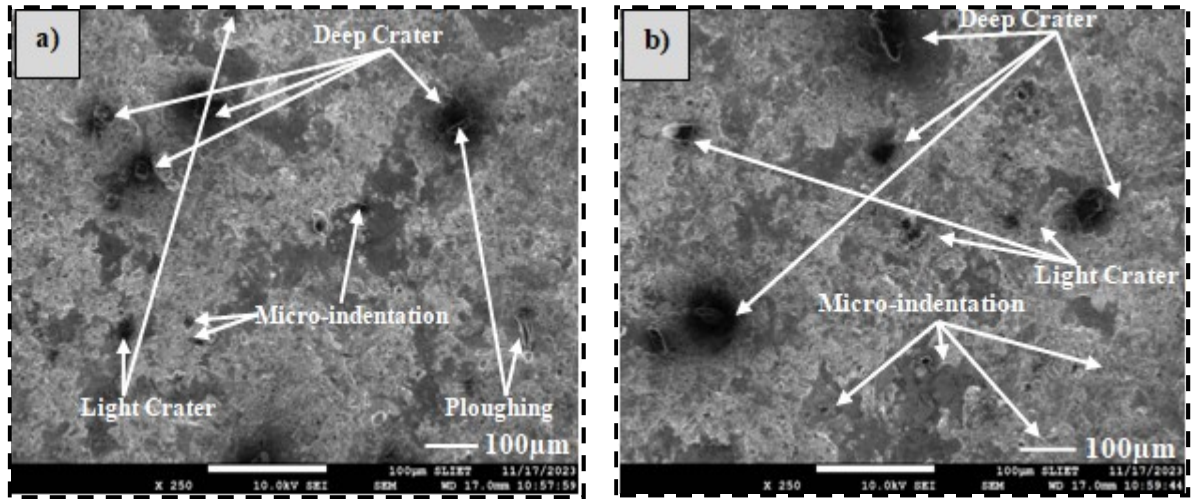 a)
Deep Crater
Micro-indentation
Light Crater
Ploughing
100μm
100μm SLIET 11/17/2023
X 250 10.0kV SEI SEM WD 17.0mm 10:57:59
b)
Deep Crater
Light Crater
Micro-indentation
100μm
100μm SLIET 11/17/2023
X 250 10.0kV SEI SEM WD 17.0mm 10:59:44